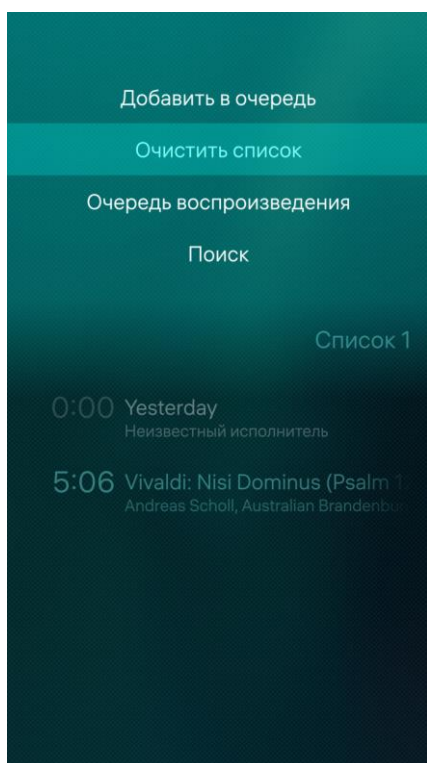 Добавить в очередь
Очистить список
Очередь воспроизведения
Поиск
Список 1
0:00 Yesterday
Неизвестный исполнитель
5:06 Vivaldi: Nisi Dominus (Psalm
Andreas Scholl, Australian